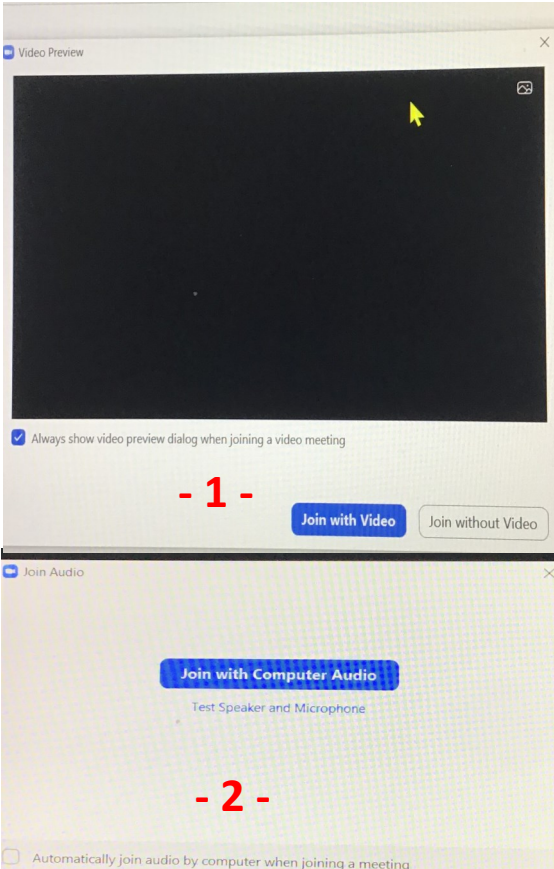 Video Preview
Always show video preview dialog when joining a video meeting
- 1 -
Join with Video
Join without Video
Join Audio
Join with Computer Audio
Test Speaker and Microphone
- 2 -
Automatically join audio by computer when joining a meeting